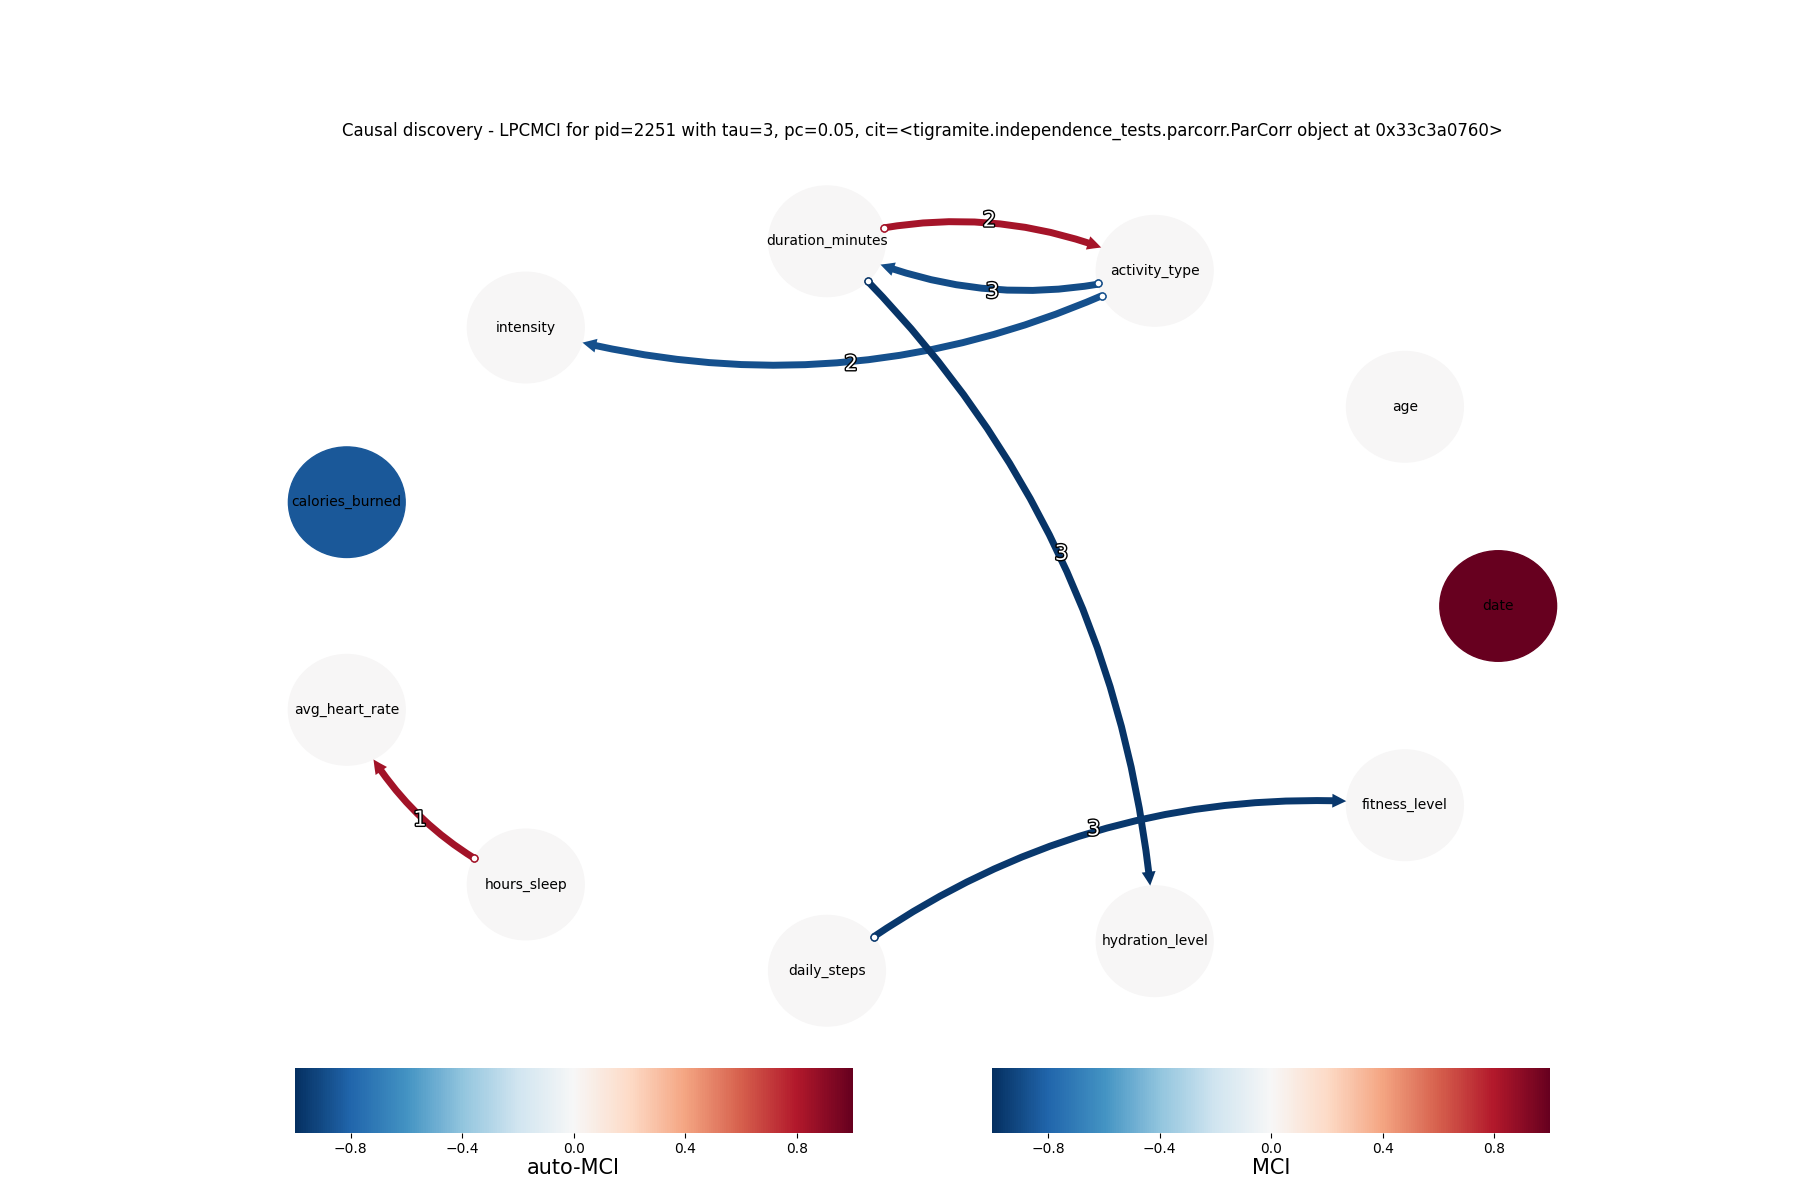 Causal discovery - LPCMCI for pid=2251 with tau=3, pc=0.05, cit=<tigramite.independence_tests.parcorr.ParCorr object at 0x33c3a0760>
2
duration_minutes
activity_type
3
intensity
2
age
calories_burned
3
date
avg_heart_rate
fitness_level
1
3
hours_sleep
hydration_level
daily_steps
−0.8 −0.4 0.0 0.4 0.8
auto-MCI
−0.8 −0.4 0.0 0.4 0.8
MCI